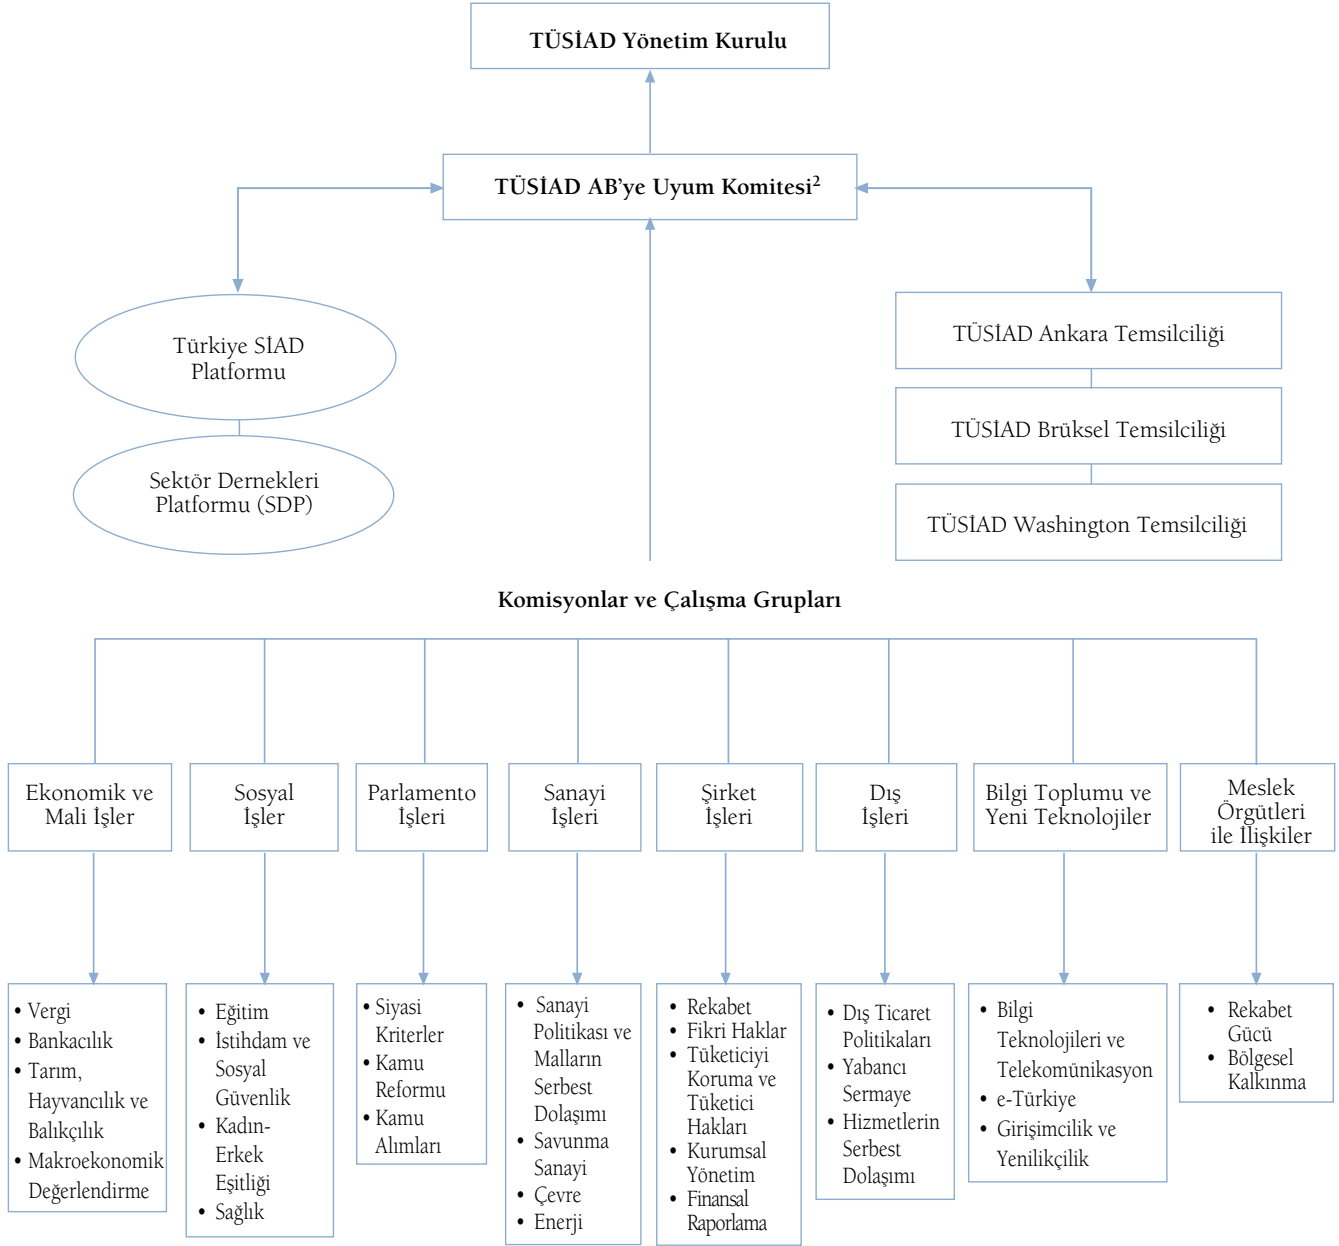 TÜSİAD Yönetim Kurulu
TÜSİAD AB'ye Uyum Komitesi2
Türkiye SİAD
Platformu
Sektör Dernekleri
Platformu (SDP)
TÜSİAD Ankara Temsilciliği
TÜSİAD Brüksel Temsilciliği
TÜSİAD Washington Temsilciliği
Komisyonlar ve Çalışma Grupları
Ekonomik ve
Mali İşler
Sosyal
İşler
Parlamento
İşleri
Sanayi
İşleri
Şirket
İşleri
Dış
İşleri
Bilgi Toplumu ve
Yeni Teknolojiler
Meslek
Örgütleri
ile İlişkiler
• Vergi
• Bankacılık
• Tarım,
Hayvancılık ve
Balıkçılık
• Makroekonomik
Değerlendirme
• Eğitim
• İstihdam ve
Sosyal
Güvenlik
• Kadın-
Erkek
Eşitliği
• Sağlık
• Siyasi
Kriterler
• Kamu
Reformu
• Kamu
Alımları
• Sanayi
Politikası ve
Malların
Serbest
Dolaşımı
• Savunma
Sanayi
• Çevre
• Enerji
• Rekabet
• Fikri Haklar
• Tüketiciyi
Koruma ve
Tüketici
Hakları
• Kurumsal
Yönetim
• Finansal
Raporlama
• Dış Ticaret
Politikaları
• Yabancı
Sermaye
• Hizmetlerin
Serbest
Dolaşımı
• Bilgi
Teknolojileri ve
Telekomünikasyon
• e-Türkiye
• Girişimcilik ve
Yenilikçilik
• Rekabet
Gücü
• Bölgesel
Kalkınma